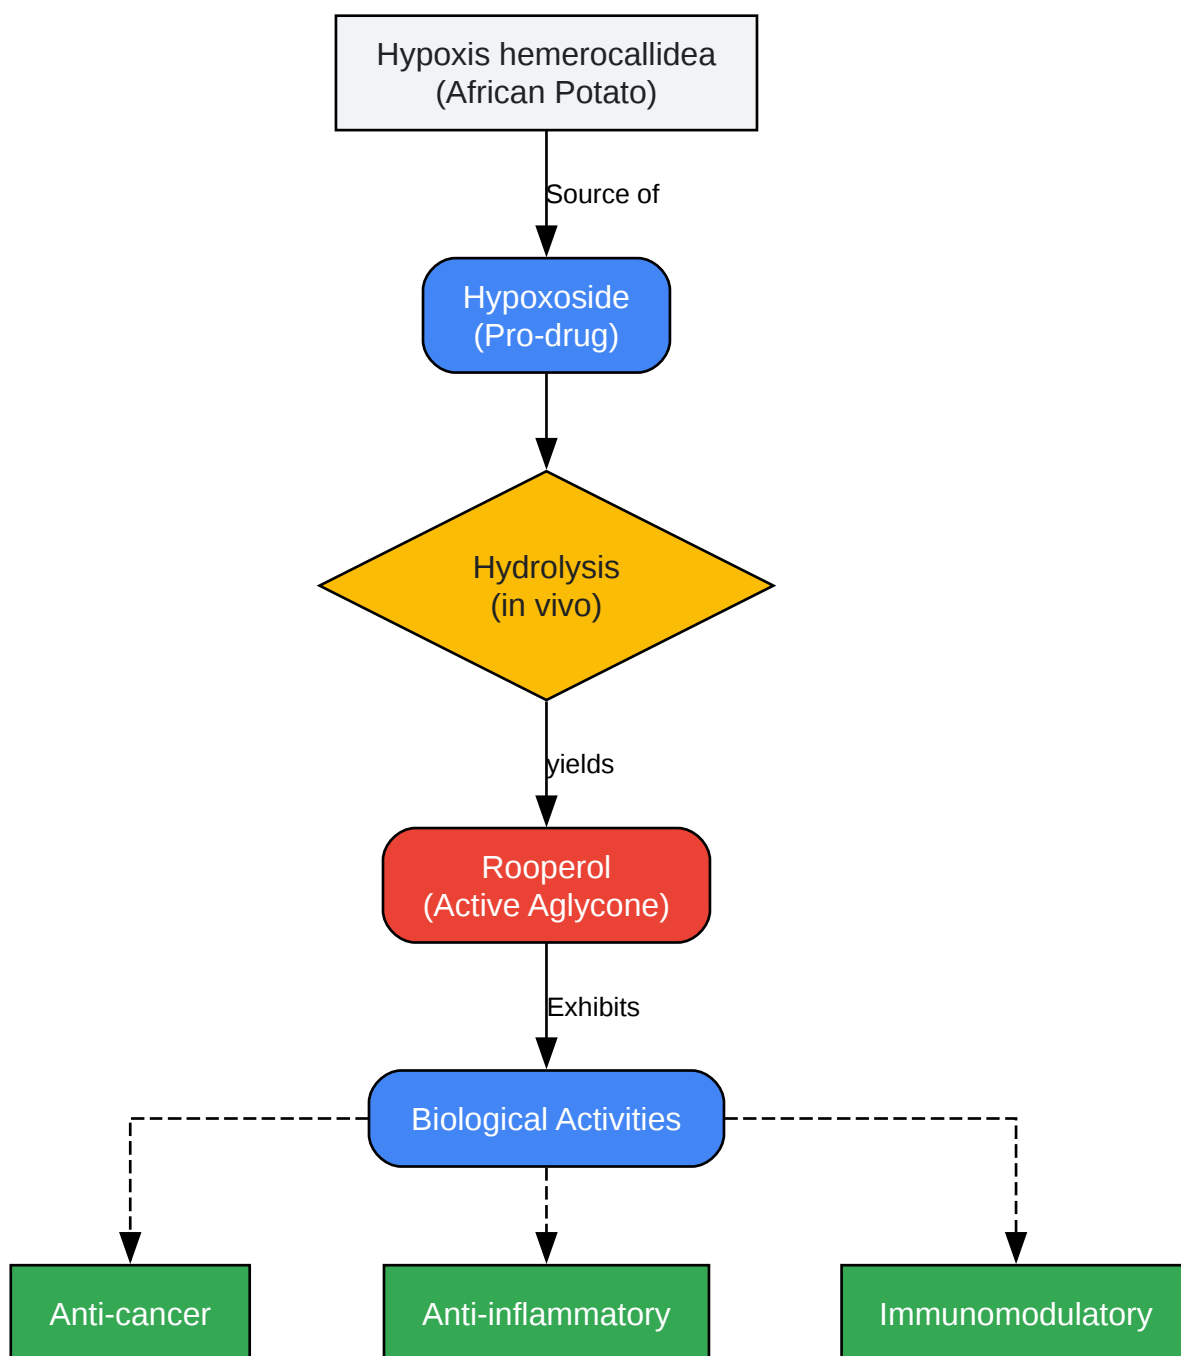 Hypoxis hemerocallidea
(African Potato)
Source of
Hypoxoside
(Pro-drug)
Hydrolysis
(in vivo)
yields
Rooperol
(Active Aglycone)
Exhibits
Biological Activities
Anti-cancer
Anti-inflammatory
Immunomodulatory